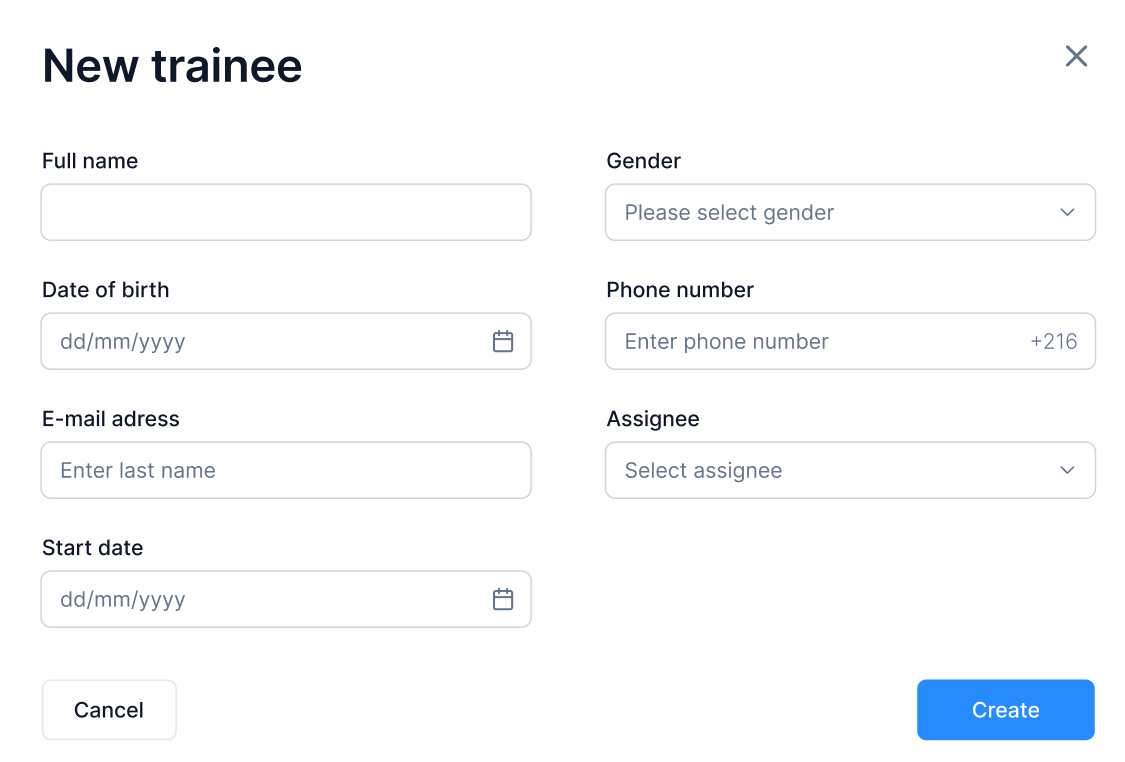 New trainee
Full name
Gender
Please select gender
Date of birth
dd/mm/yyyy
Phone number
Enter phone number +216
E-mail adress
Enter last name
Assignee
Select assignee
Start date
dd/mm/yyyy
Cancel
Create